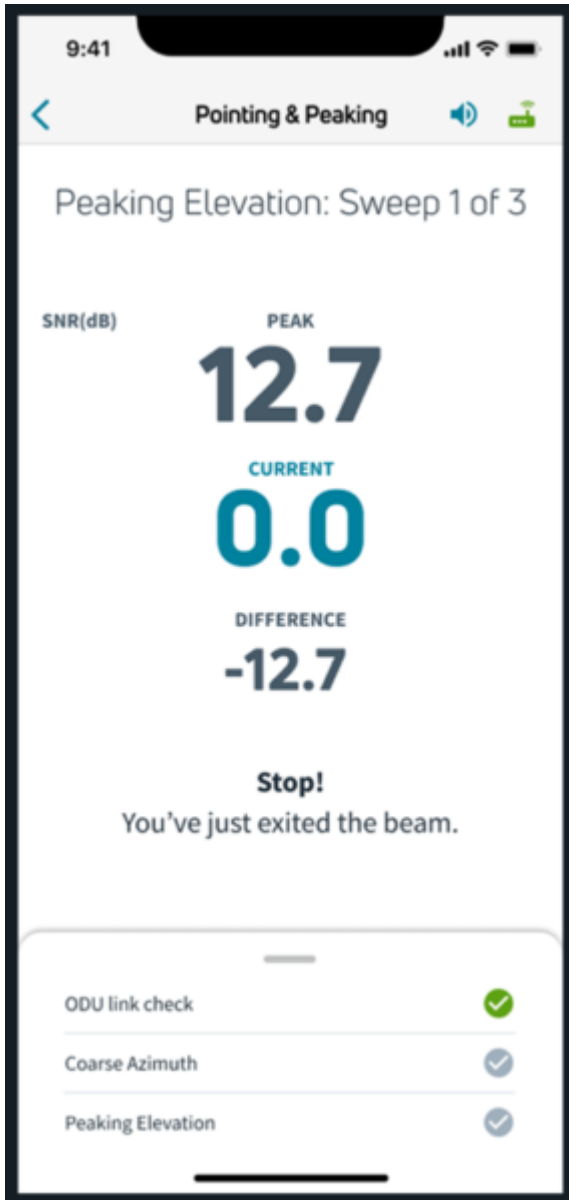 9:41
Pointing & Peaking
Peaking Elevation: Sweep 1 of 3
SNR(dB)
PEAK
12.7
CURRENT
0.0
DIFFERENCE
-12.7
Stop!
You've just exited the beam.
ODU link check
Coarse Azimuth
Peaking Elevation